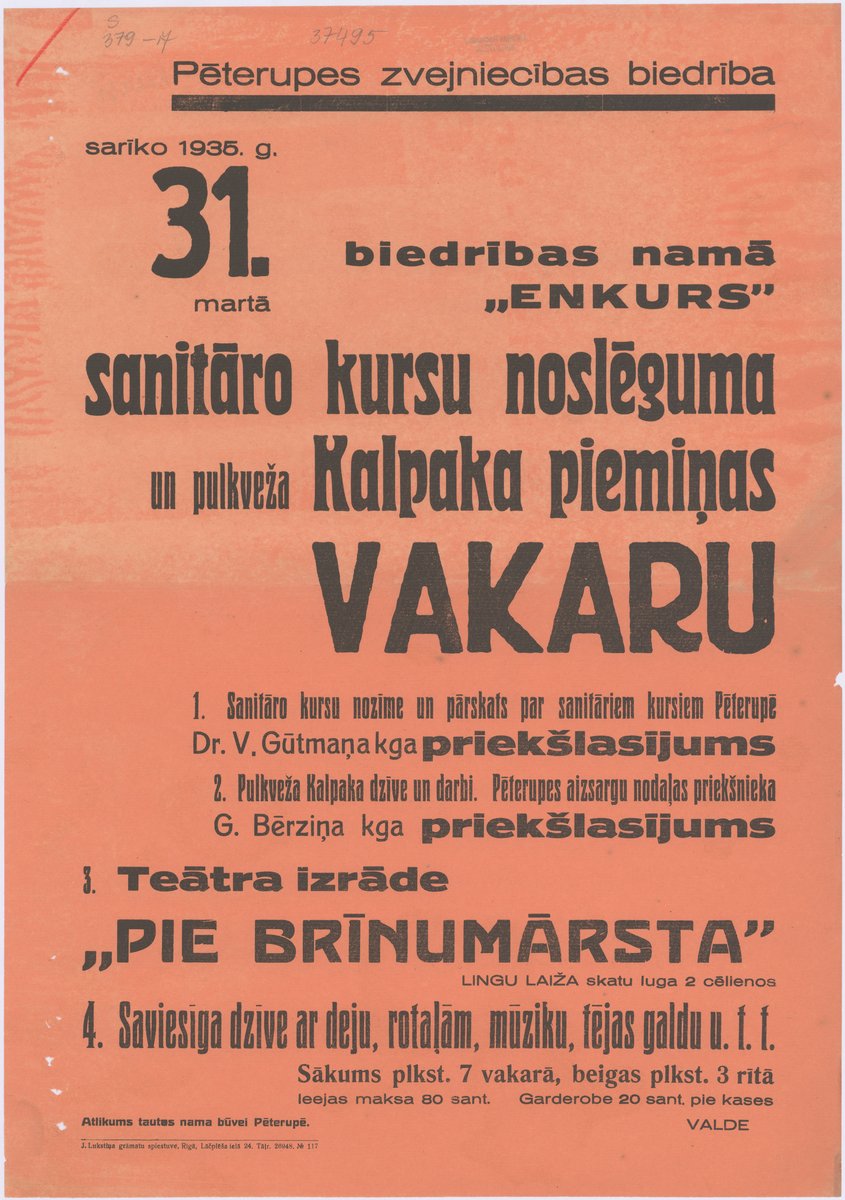 S
379-17
37495
Pēterupes zvejniecības biedrība
sarīko 1935. g.
31.
martā
biedrības namā
„ENKURS”
sanitāro kursu noslēguma
un pulkveža Kalpaka piemiņas
VAKARU
1. Sanitāro kursu nozīme un pārskats par sanitāriem kursiem Pēterupē
Dr. V. Gūtmaņa kga priekšlasījums
2. Pulkveža Kalpaka dzīve un darbi. Pēterupes aizsargu nodaļas priekšnieka
G. Bērziņa kga priekšlasījums
3. Teātra izrāde
„PIE BRĪNUMĀRSTA”
LINGU LAIŽA skatu luga 2 cēlienos
4. Saviesīga dzīve ar deju, rotaļām, mūziku, tējas galdu u. t. t.
Sākums plkst. 7 vakarā, beigas plkst. 3 rītā
Ieejas maksa 80 sant. Garderobe 20 sant. pie kases
Atlikums tautas nama būvei Pēterupē.
VALDE
J. Lukstiņa grāmatu spiestuve, Rīgā, Lāčplēša ielā 24. Tālr. 26948. № 117